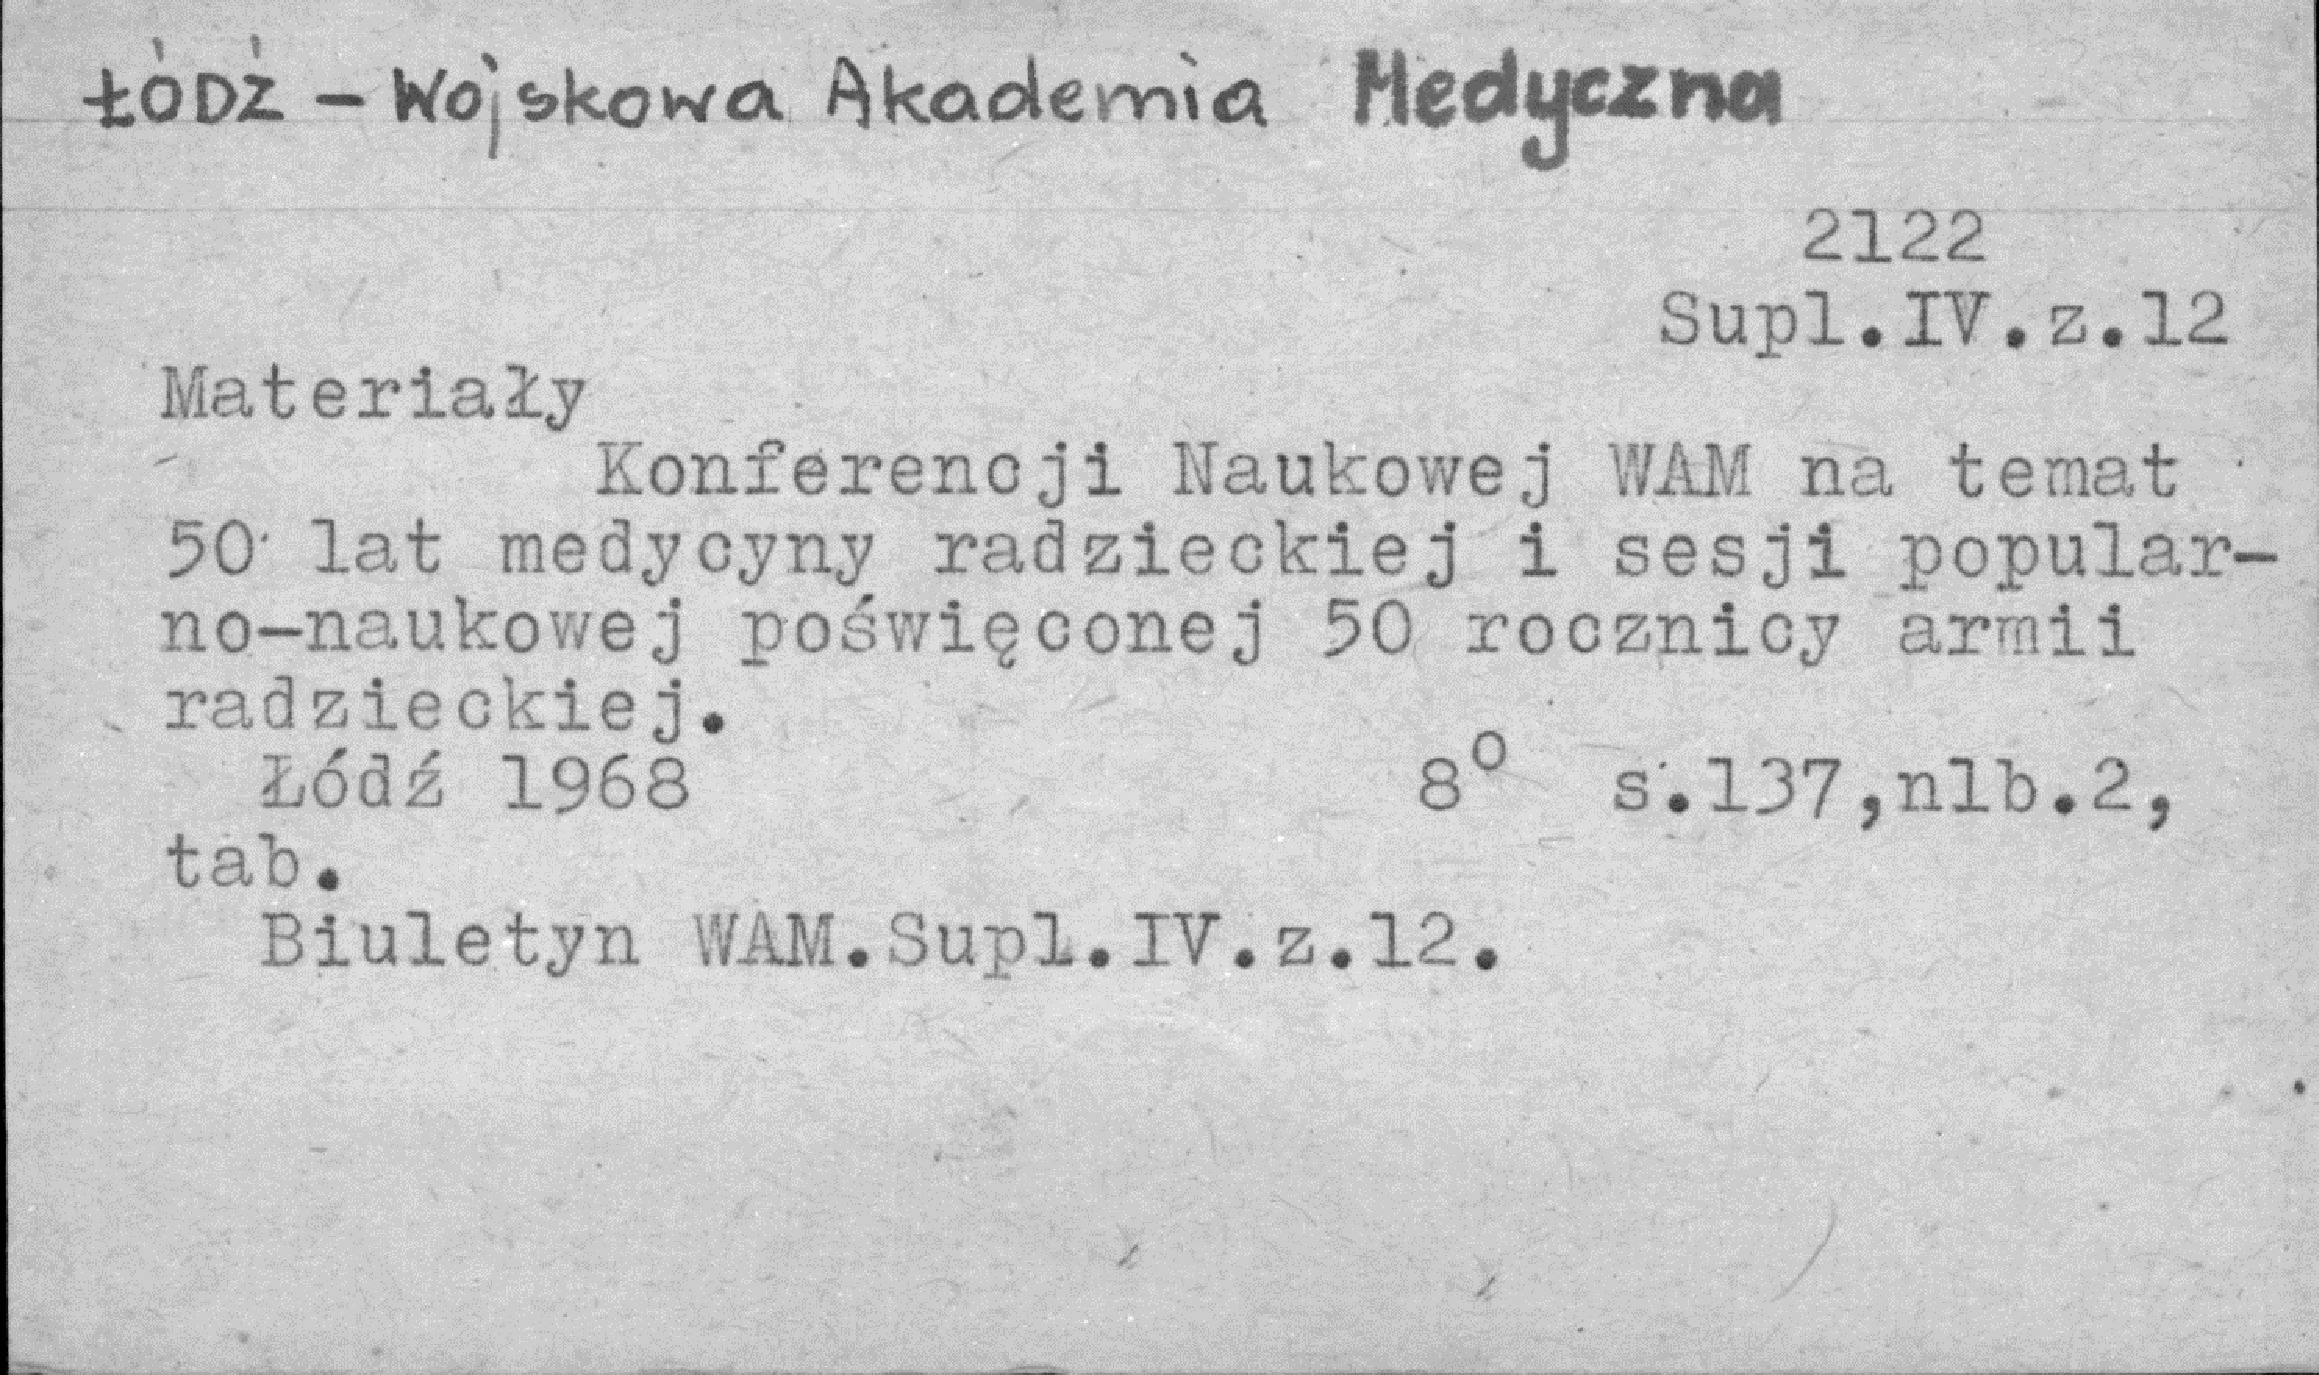 ŁÓDŹ - Wojskowa Akademia Medyczna
2122
Supl.IV.z.12
Materiały
Konferencji Naukowej WAM na temat
50 lat medycyny radzieckiej i sesji popular-
no-naukowej poświęconej 50 rocznicy armii
radzieckiej.
Łódź 1968 8° s.137,nlb.2,
tab.
Biuletyn WAM.Supl.IV.z.12.